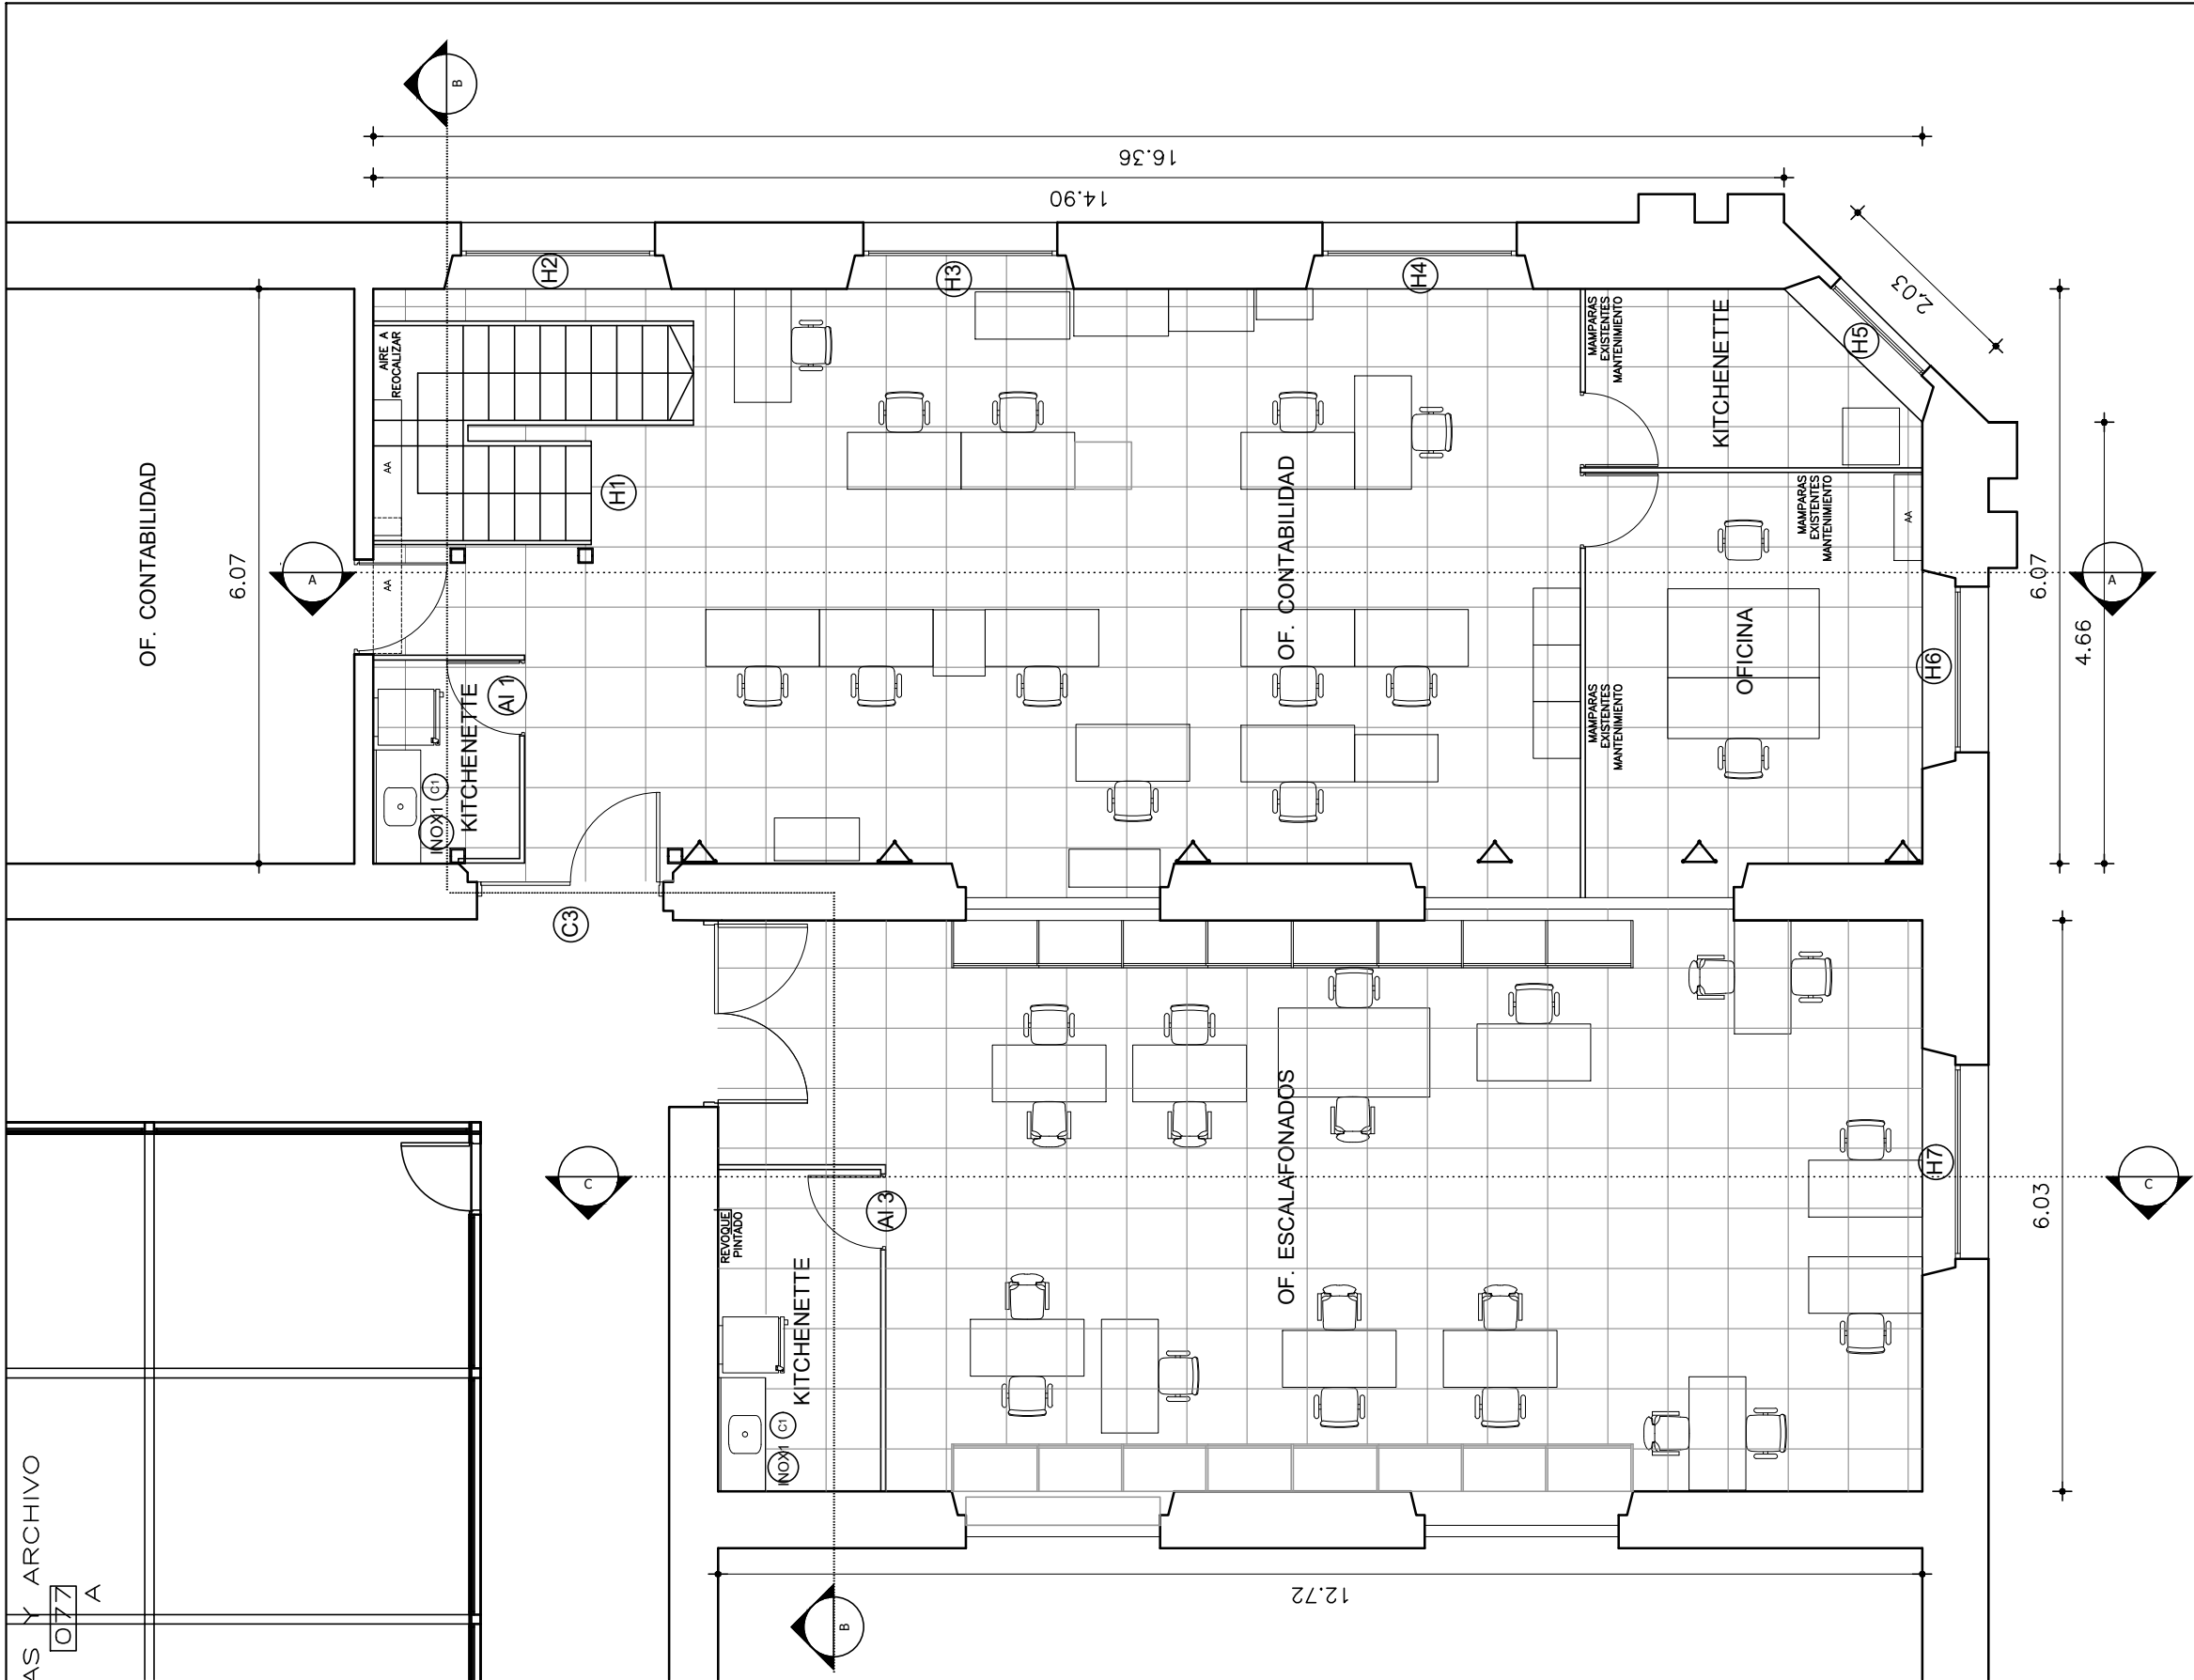 B
16.36
14.90
2,03
H2
H3
H4
H5
AIRE A
REOCALIZAR
AA
H1
AA
OF. CONTABILIDAD
6.07
A
OF. CONTABILIDAD
MAMPARAS
EXISTENTES
MANTENIMIENTO
KITCHENETTE
MAMPARAS
EXISTENTES
MANTENIMIENTO
AA
A
6.07
4.66
OFICINA
H6
MAMPARAS
EXISTENTES
MANTENIMIENTO
AI 1
KITCHENETTE
C1
INOX1
C3
OF. ESCALAFONADOS
C
AI 3
REVOQUE
PINTADO
KITCHENETTE
C1
INOX1
H7
C
6.03
12.72
B
AS Y ARCHIVO
077
A